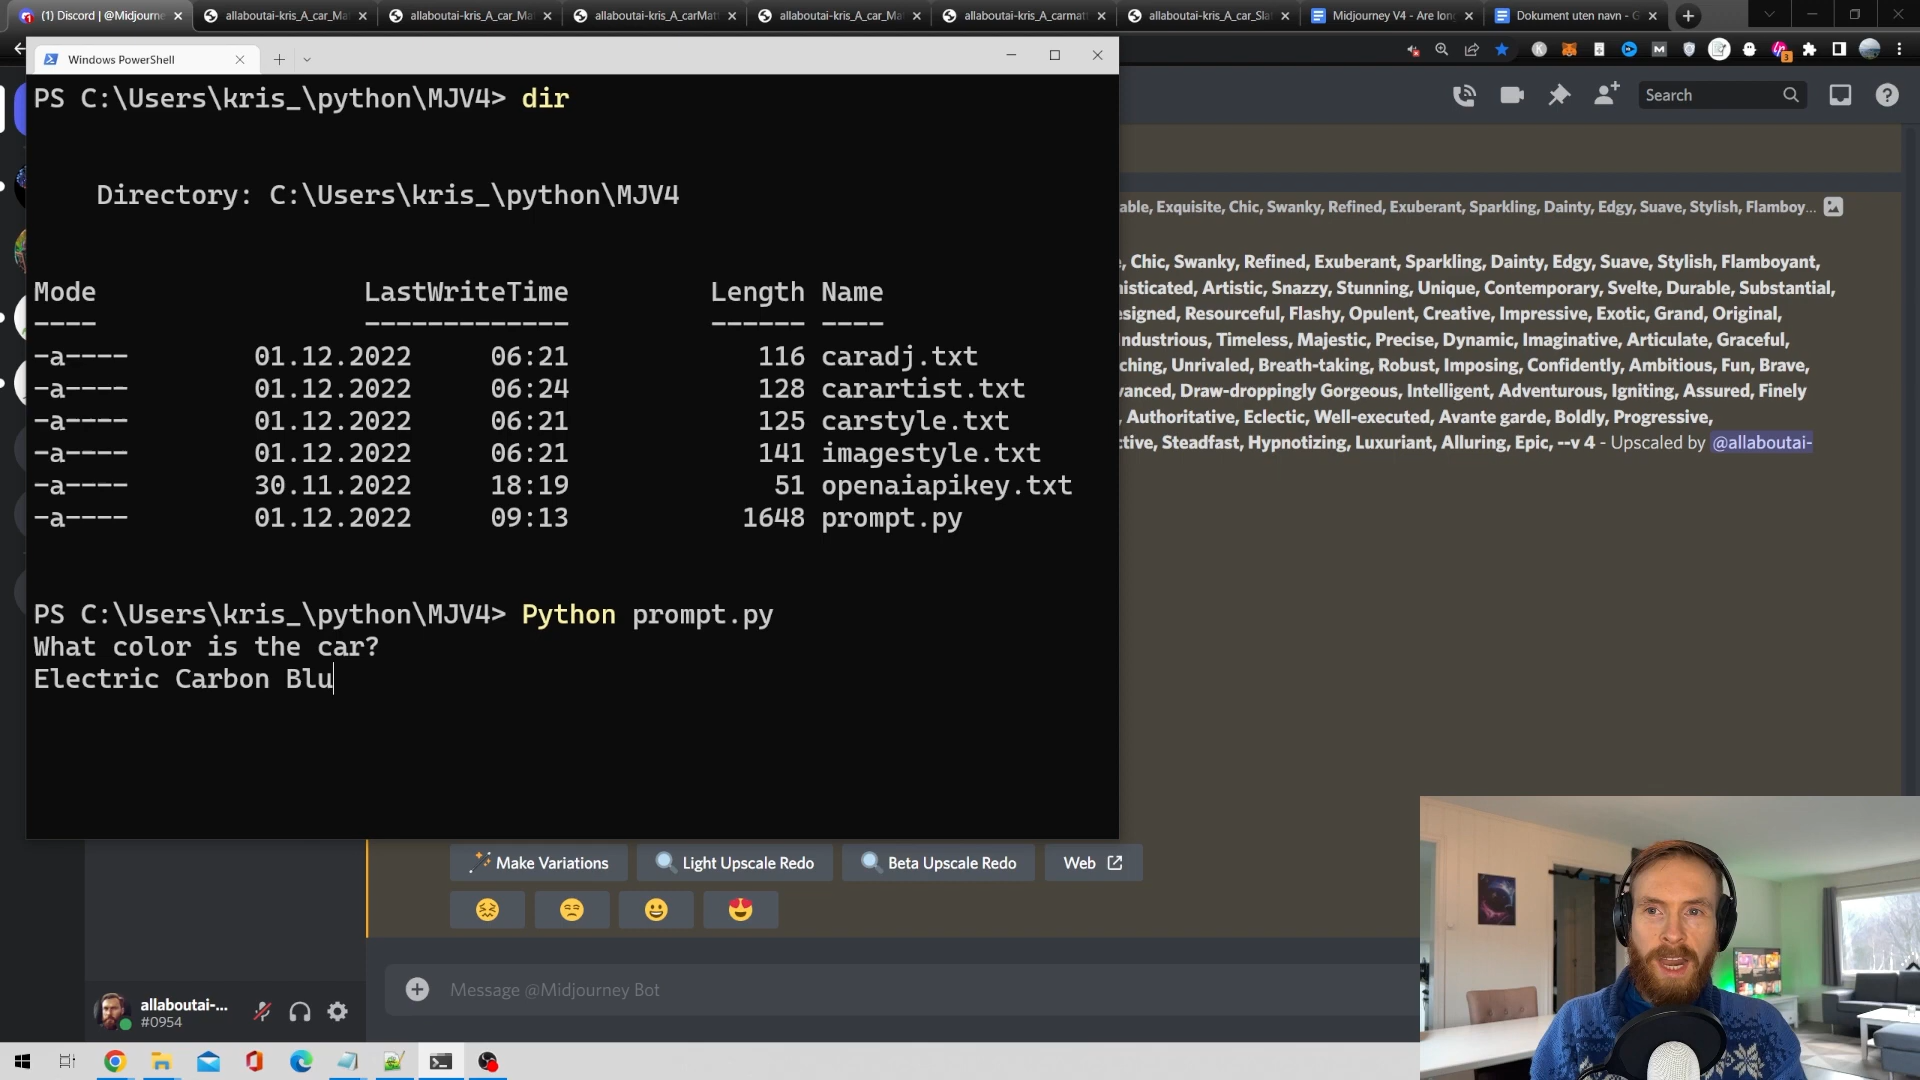 (1) Discord | @Midjourne
allaboutai-kris_A_car_Ma
allaboutai-kris_A_car_Ma
allaboutai-kris_A_carMat
allaboutai-kris_A_car_Ma
allaboutai-kris_A_carmat
allaboutai-kris_A_car_Sla
Midjourney V4 - Are long
Dokument uten navn - G
Windows PowerShell
PS C:\Users\kris_\python\MJV4> dir
Directory: C:\Users\kris_\python\MJV4
Mode LastWriteTime Length Name
---- ------------- ------ ----
-a---- 01.12.2022 06:21 116 caradj.txt
-a---- 01.12.2022 06:24 128 carartist.txt
-a---- 01.12.2022 06:21 125 carstyle.txt
-a---- 01.12.2022 06:21 141 imagestyle.txt
-a---- 30.11.2022 18:19 51 openaiapikey.txt
-a---- 01.12.2022 09:13 1648 prompt.py
PS C:\Users\kris_\python\MJV4> Python prompt.py
What color is the car?
Electric Carbon Blu
Search
able, Exquisite, Chic, Swanky, Refined, Exuberant, Sparkling, Dainty, Edgy, Suave, Stylish, Flamboy...
, Chic, Swanky, Refined, Exuberant, Sparkling, Dainty, Edgy, Suave, Stylish, Flamboyant,
histicated, Artistic, Snazzy, Stunning, Unique, Contemporary, Svelte, Durable, Substantial,
esigned, Resourceful, Flashy, Opulent, Creative, Impressive, Exotic, Grand, Original,
Industrious, Timeless, Majestic, Precise, Dynamic, Imaginative, Articulate, Graceful,
ching, Unrivaled, Breath-taking, Robust, Imposing, Confidently, Ambitious, Fun, Brave,
vanced, Draw-droppingly Gorgeous, Intelligent, Adventurous, Igniting, Assured, Finely
, Authoritative, Eclectic, Well-executed, Avante garde, Boldly, Progressive,
ctive, Steadfast, Hypnotizing, Luxuriant, Alluring, Epic, --v 4 - Upscaled by @allaboutai-
Make Variations
Light Upscale Redo
Beta Upscale Redo
Web
Message @Midjourney Bot
allaboutai-...
#0954